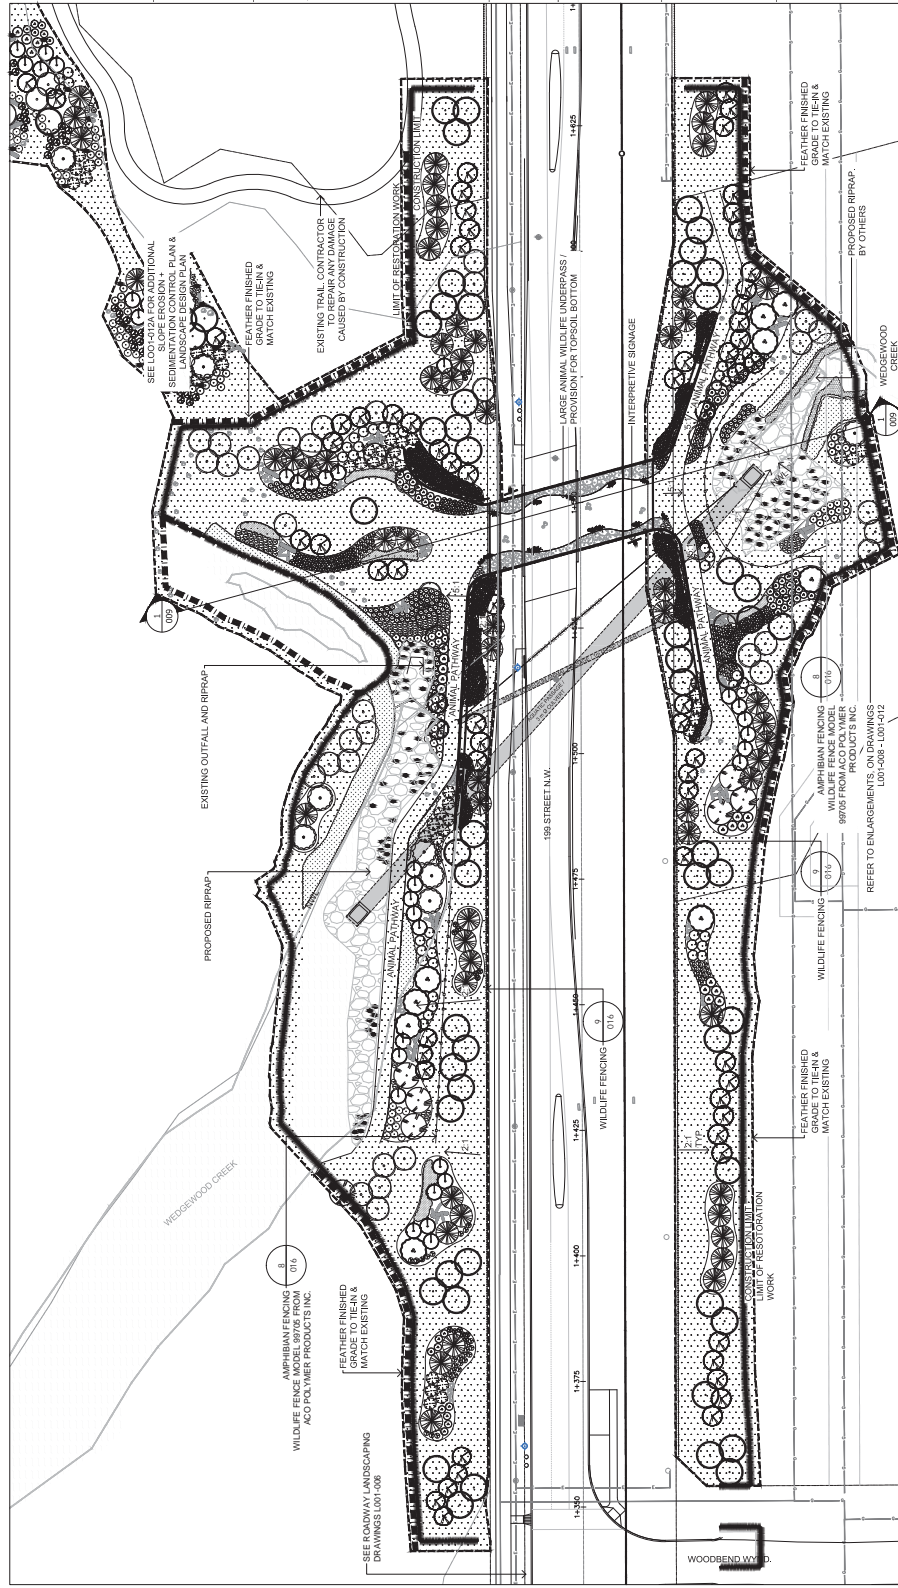 SEE LOO1-012A FOR ADDITIONAL
SLOPE EROSION +
SEDIMENTATION CONTROL PLAN &
LANDSCAPE DESIGN PLAN
FEATHER FINISHED
GRADE TO TIE-IN &
MATCH EXISTING
EXISTING TRAIL. CONTRACTOR
TO REPAIR ANY DAMAGE
CAUSED BY CONSTRUCTION
LIMIT OF RESTORATION WORK
CONSTRUCTION LIMIT
LARGE ANIMAL WILDLIFE UNDERPASS /
PROVISION FOR TOPSOIL BOTTOM
INTERPRETIVE SIGNAGE
FEATHER FINISHED
GRADE TO TIE-IN &
MATCH EXISTING
PROPOSED RIPRAP.
BY OTHERS
WEDGEWOOD
CREEK
1
009
1
009
ANIMAL PATHWAY
ANIMAL PATHWAY
ANIMAL PATHWAY
ANIMAL PATHWAY
EXISTING OUTFALL AND RIPRAP
PROPOSED RIPRAP
199 STREET N.W.
1+625
1+500
1+475
1+450
1+425
1+400
1+375
1+350
8
016
AMPHIBIAN FENCING
WILDLIFE FENCE MODEL
99705 FROM ACO POLYMER
PRODUCTS INC.
REFER TO ENLARGEMENTS, ON DRAWINGS
L001-008 - L001-012
9
016
WILDLIFE FENCING
9
016
WILDLIFE FENCING
FEATHER FINISHED
GRADE TO TIE-IN &
MATCH EXISTING
2:1
2:1
TYP.
CONSTRUCTION LIMIT
LIMIT OF RESOTORATION
WORK
WEDGEWOOD CREEK
8
016
AMPHIBIAN FENCING
WILDLIFE FENCE MODEL 99705 FROM
ACO POLYMER PRODUCTS INC.
FEATHER FINISHED
GRADE TO TIE-IN &
MATCH EXISTING
SEE ROADWAY LANDSCAPING
DRAWINGS L001-006
WOODBEND WYND.